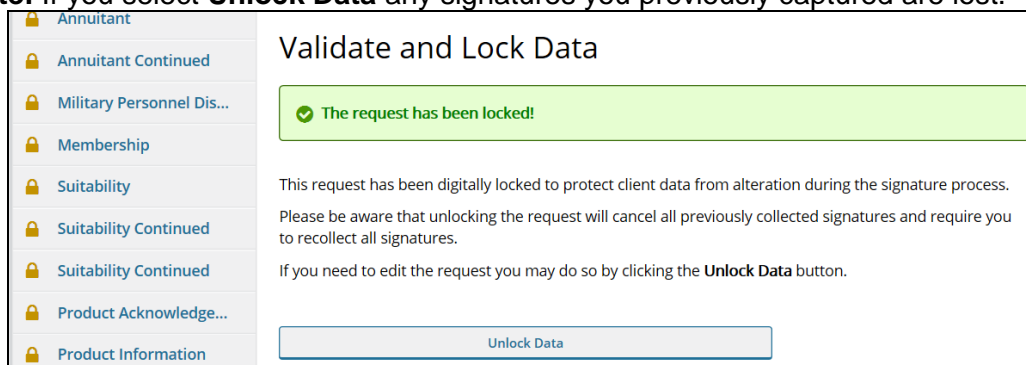 If you select Unlock Data any signatures you previously captured are lost.
Annuitant
Annuitant Continued
Military Personnel Dis...
Membership
Suitability
Suitability Continued
Suitability Continued
Product Acknowledge...
Product Information
Validate and Lock Data
The request has been locked!
This request has been digitally locked to protect client data from alteration during the signature process.
Please be aware that unlocking the request will cancel all previously collected signatures and require you
to recollect all signatures.
If you need to edit the request you may do so by clicking the Unlock Data button.
Unlock Data